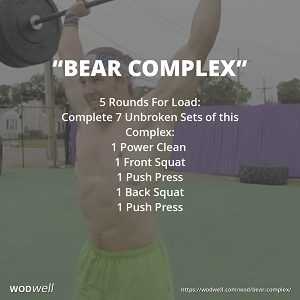 “BEAR COMPLEX”
5 Rounds For Load:
Complete 7 Unbroken Sets of this
Complex:
1 Power Clean
1 Front Squat
1 Push Press
1 Back Squat
1 Push Press
WODwell
https://wodwell.com/wod/bear-complex/